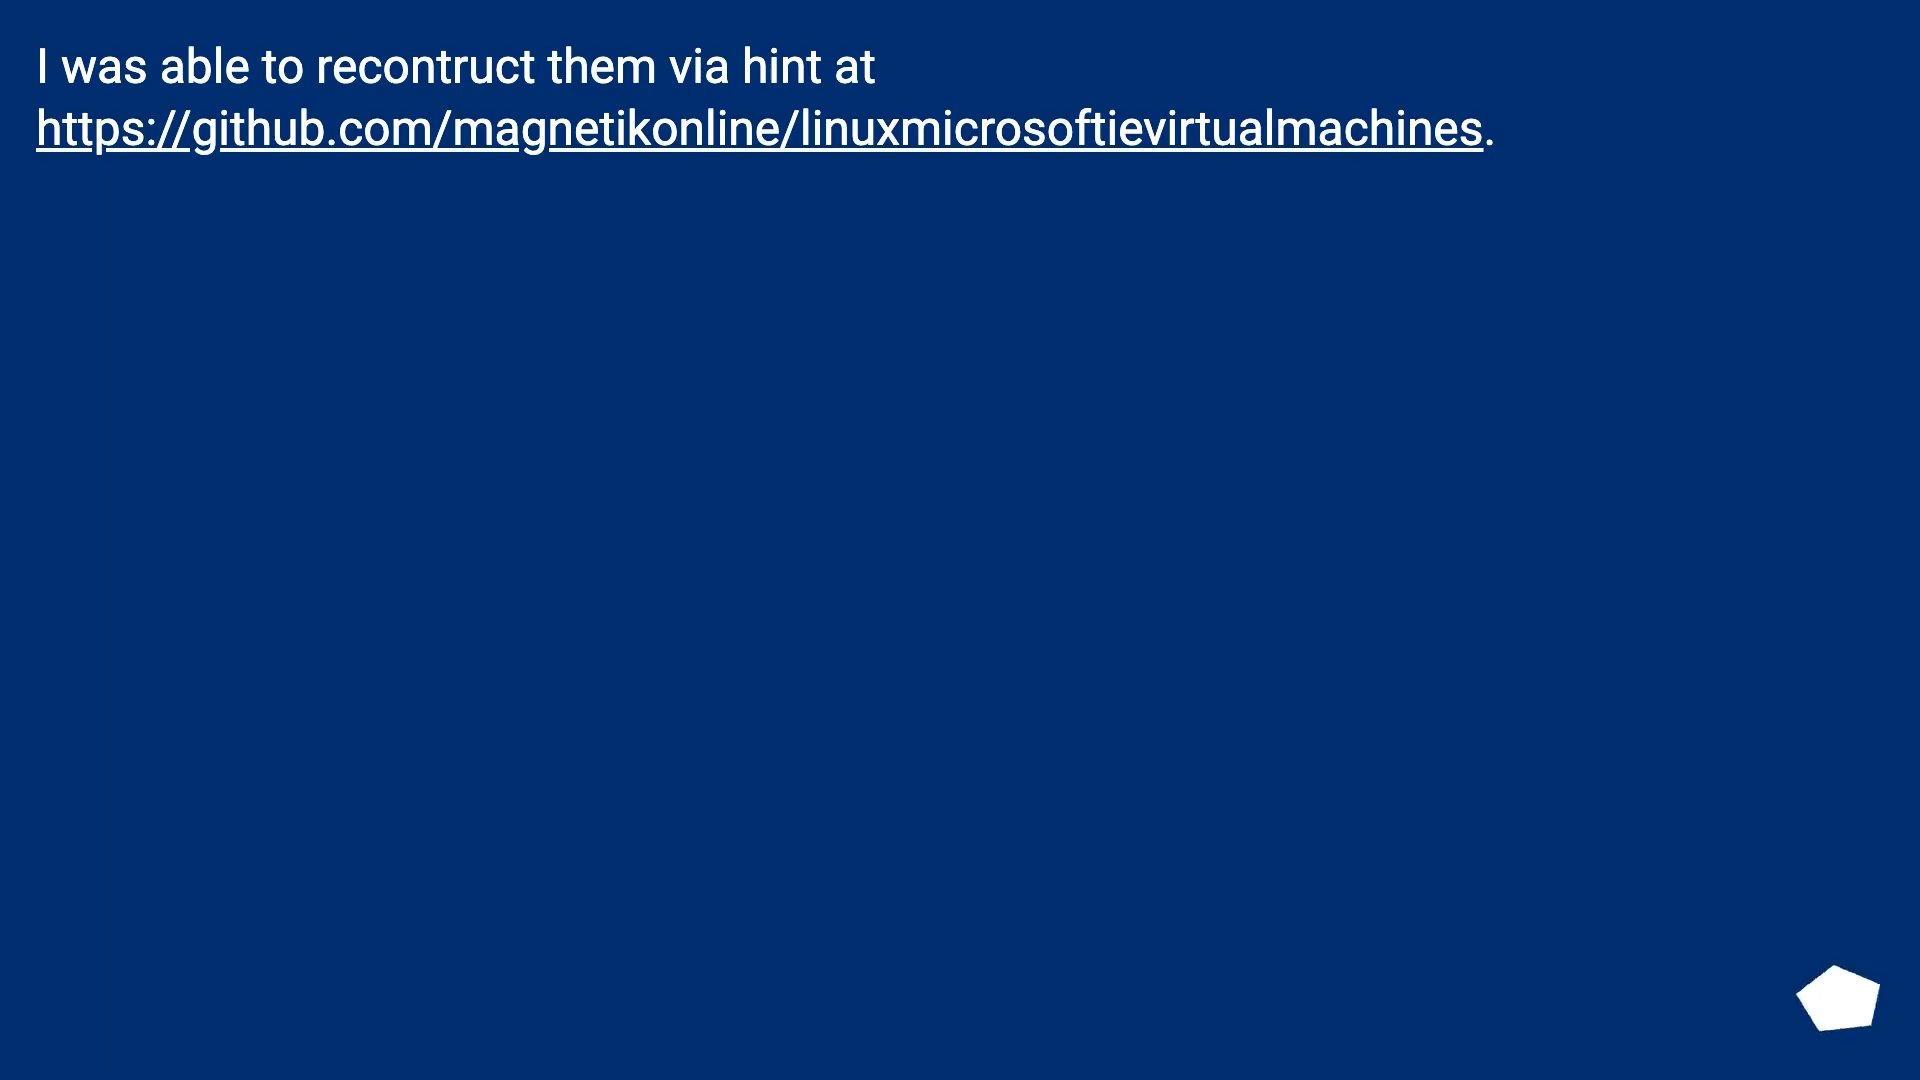 I was able to recontruct them via hint at
https://github.com/magnetikonline/linuxmicrosoftievirtualmachines.